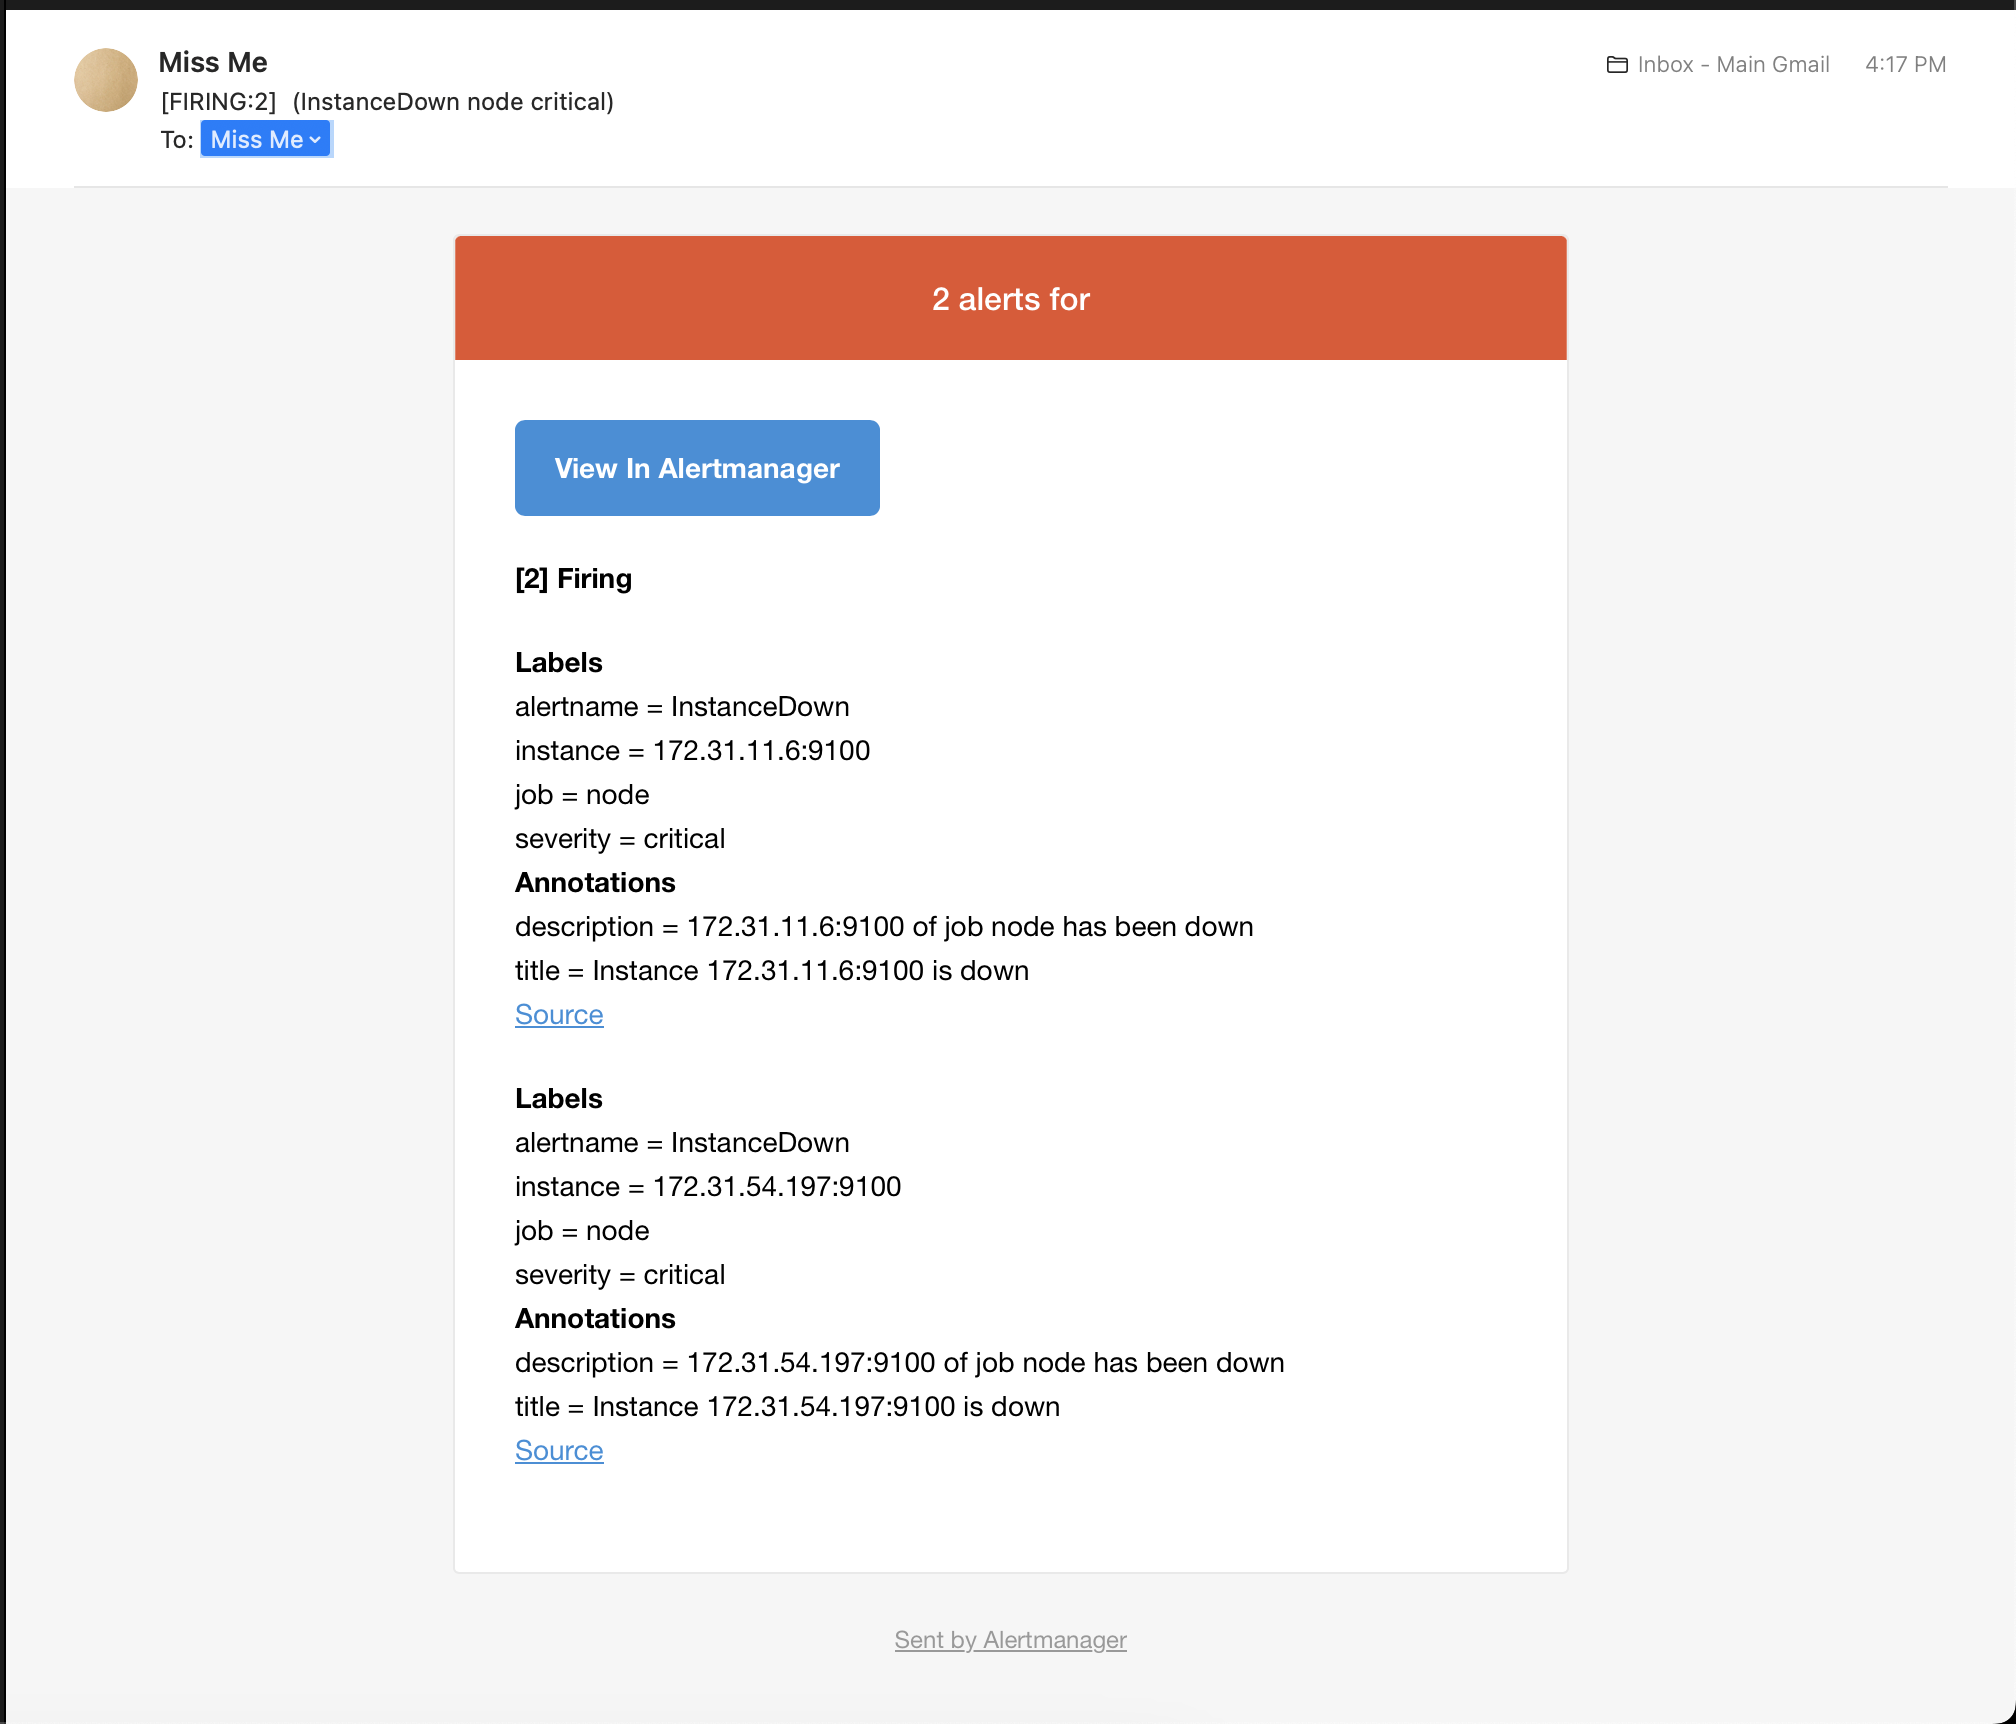 Miss Me
Inbox - Main Gmail 4:17 PM
[FIRING:2] (InstanceDown node critical)
To: Miss Me
2 alerts for
View In Alertmanager
[2] Firing
Labels
alertname = InstanceDown
instance = 172.31.11.6:9100
job = node
severity = critical
Annotations
description = 172.31.11.6:9100 of job node has been down
title = Instance 172.31.11.6:9100 is down
Source
Labels
alertname = InstanceDown
instance = 172.31.54.197:9100
job = node
severity = critical
Annotations
description = 172.31.54.197:9100 of job node has been down
title = Instance 172.31.54.197:9100 is down
Source
Sent by Alertmanager